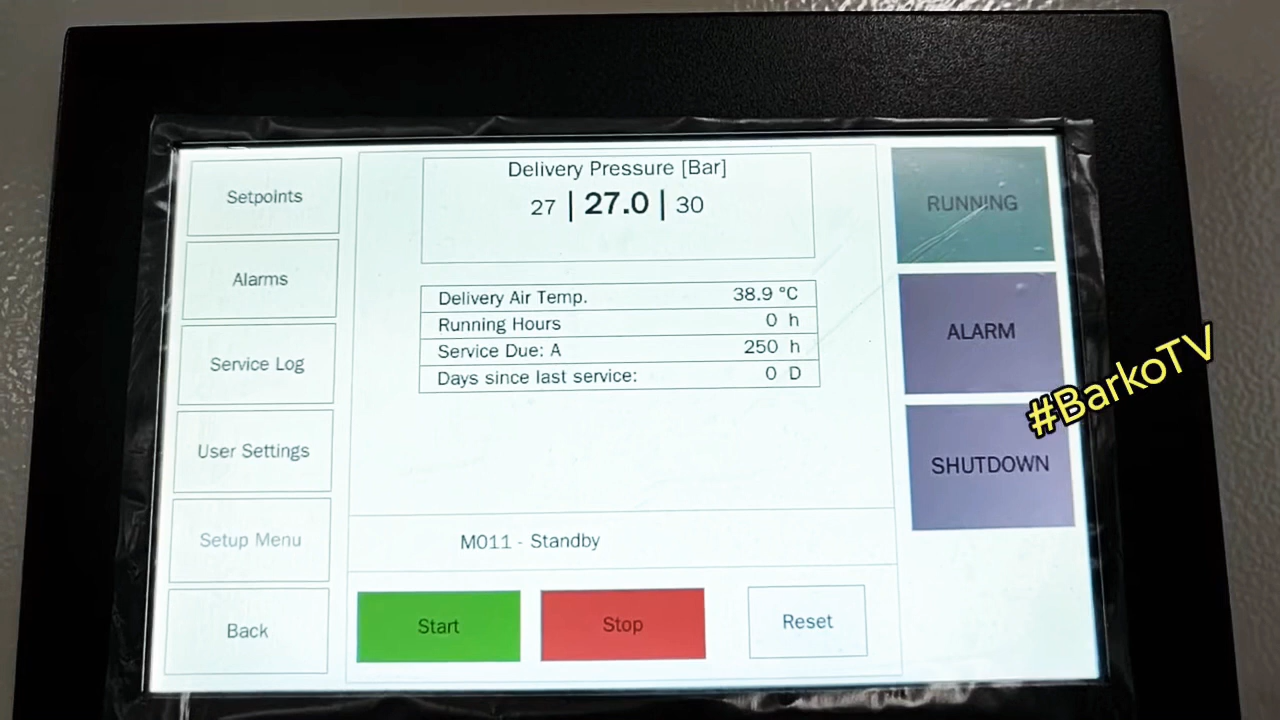 Setpoints
Alarms
Service Log
User Settings
Setup Menu
Back
Delivery Pressure [Bar]
27 | 27.0 | 30
Delivery Air Temp. 38.9 °C
Running Hours 0 h
Service Due: A 250 h
Days since last service: 0 D
M011 - Standby
Start Stop Reset
RUNNING
ALARM
SHUTDOWN
#BarkoTV